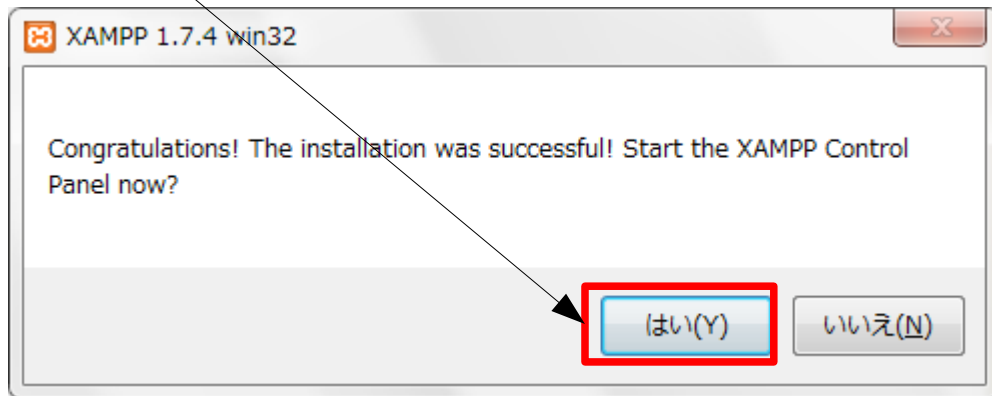 XAMPP 1.7.4 win32
Congratulations! The installation was successful! Start the XAMPP Control
Panel now?
はい(Y) いいえ(N)